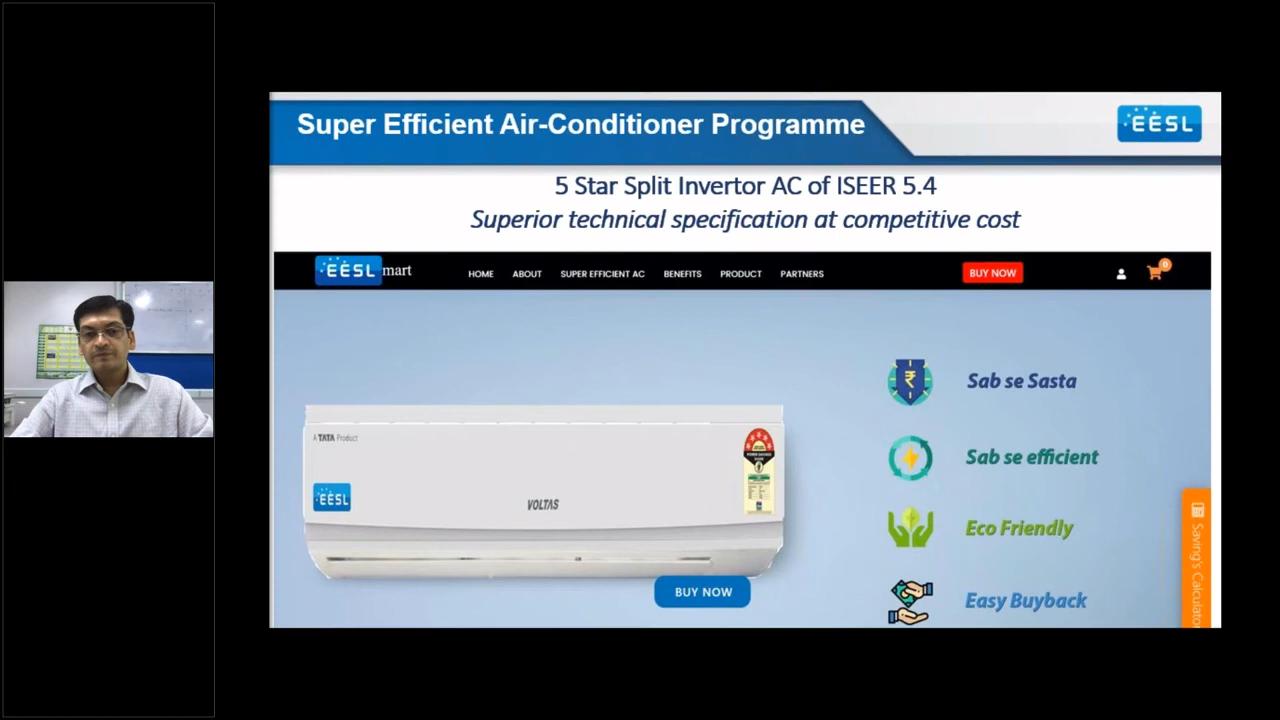 Super Efficient Air-Conditioner Programme
EESL
5 Star Split Invertor AC of ISEER 5.4
Superior technical specification at competitive cost
EESL mart
HOME ABOUT SUPER EFFICIENT AC BENEFITS PRODUCT PARTNERS BUY NOW 0
Sab se Sasta
A TATA Product
Sab se efficient
EESL
VOLTAS
Eco Friendly
Saving's Calculator
BUY NOW
Easy Buyback